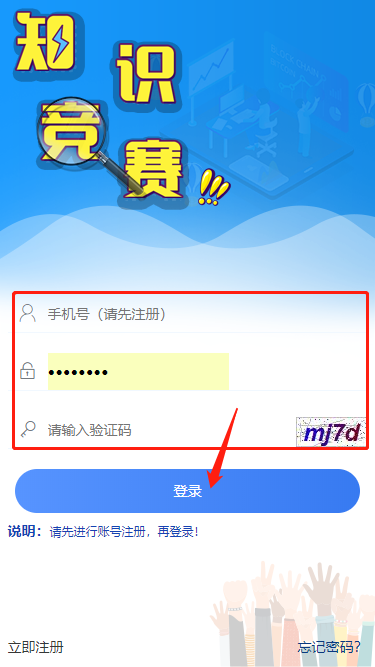 知
识
竞
赛
!!!
手机号（请先注册）
••••••••
请输入验证码
mj7d
登录
说明：请先进行账号注册，再登录！
立即注册
忘记密码？